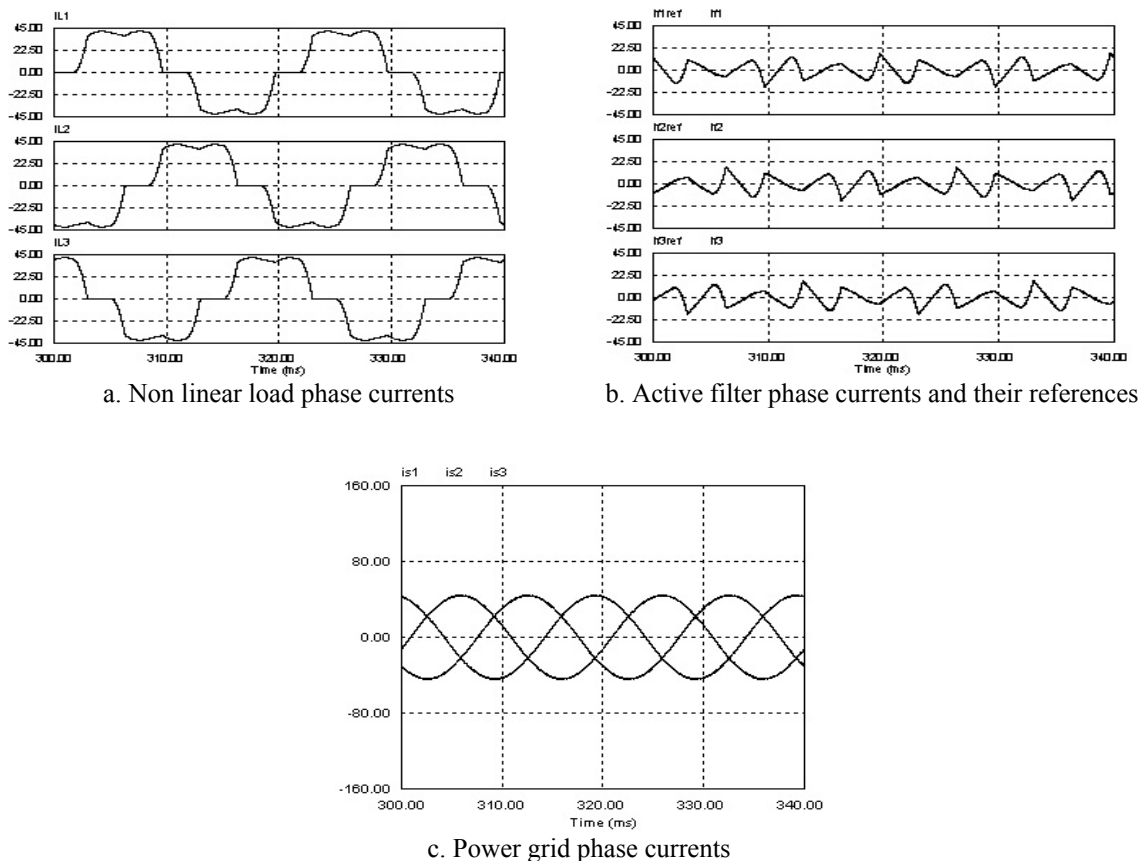 IL1
45.00
22.50
0.00
-22.50
-45.00
IL2
45.00
22.50
0.00
-22.50
-45.00
IL3
45.00
22.50
0.00
-22.50
-45.00
300.00 310.00 320.00 330.00 340.00
Time (ms)
a. Non linear load phase currents
If1ref If1
45.00
22.50
0.00
-22.50
-45.00
If2ref If2
45.00
22.50
0.00
-22.50
-45.00
If3ref If3
45.00
22.50
0.00
-22.50
-45.00
300.00 310.00 320.00 330.00 340.00
Time (ms)
b. Active filter phase currents and their references
is1 is2 is3
160.00
80.00
0.00
-80.00
-160.00
300.00 310.00 320.00 330.00 340.00
Time (ms)
c. Power grid phase currents